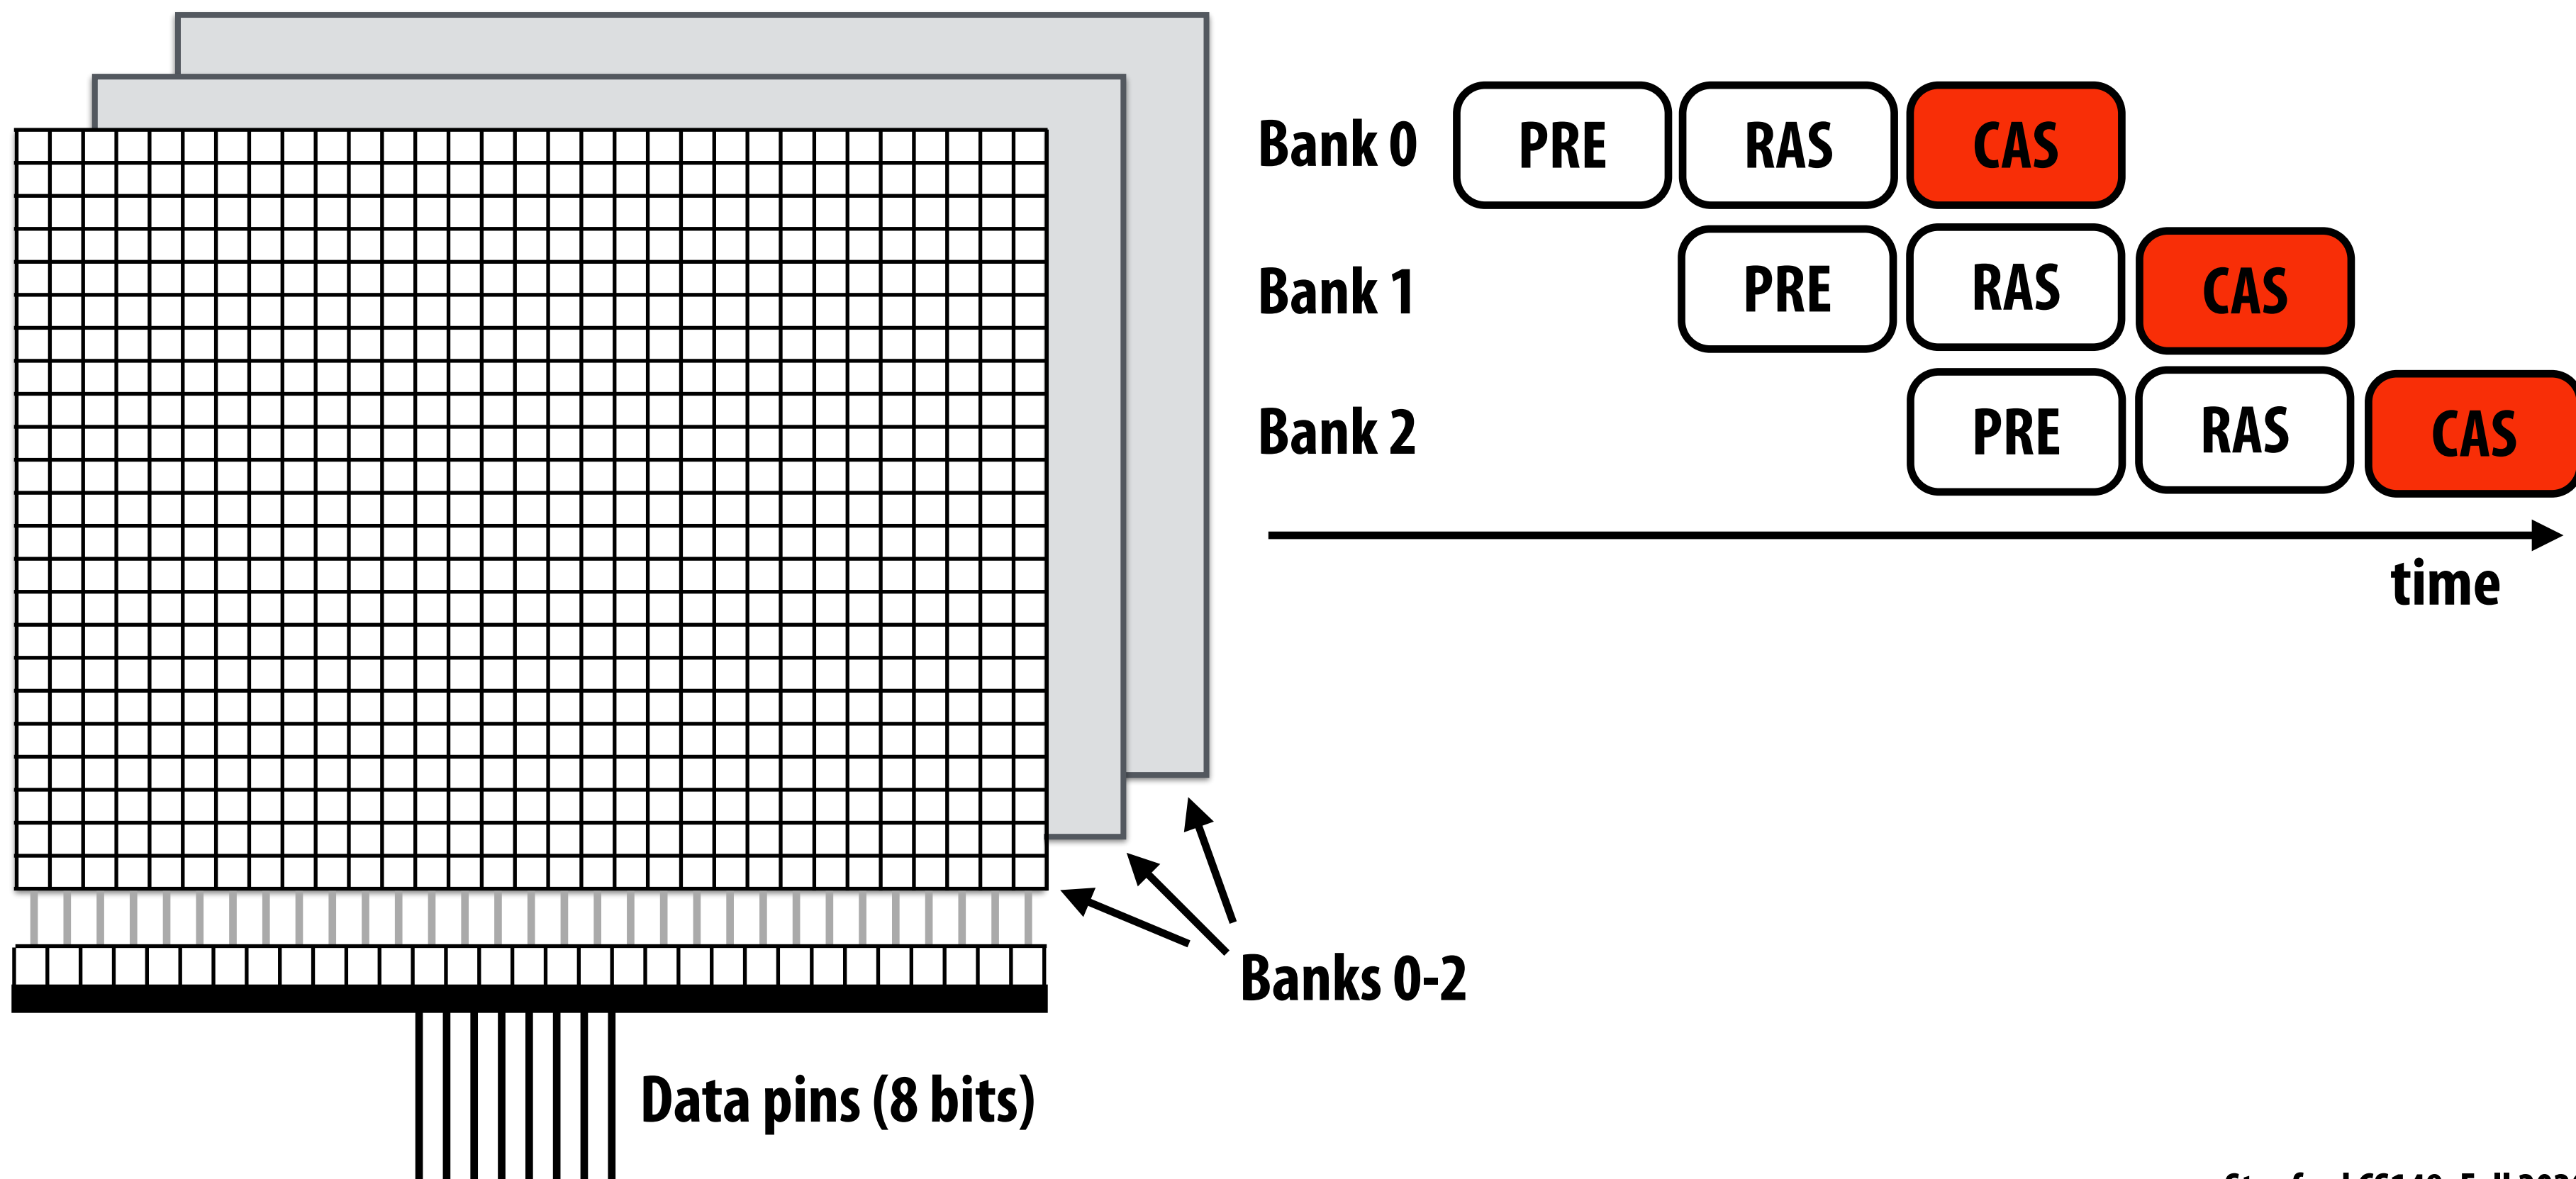 Bank 0 PRE RAS CAS
Bank 1 PRE RAS CAS
Bank 2 PRE RAS CAS
time
Banks 0-2
Data pins (8 bits)